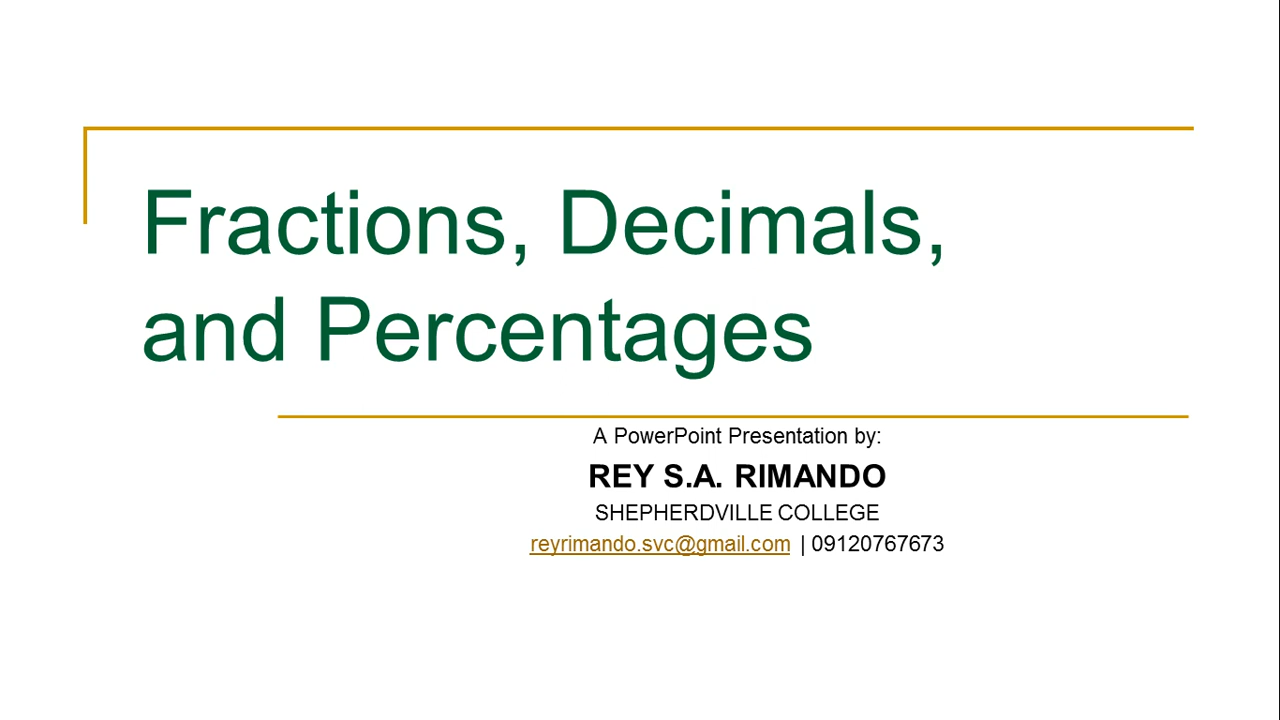 Fractions, Decimals,
and Percentages
A PowerPoint Presentation by:
REY S.A. RIMANDO
SHEPHERDVILLE COLLEGE
reyrimando.svc@gmail.com | 09120767673